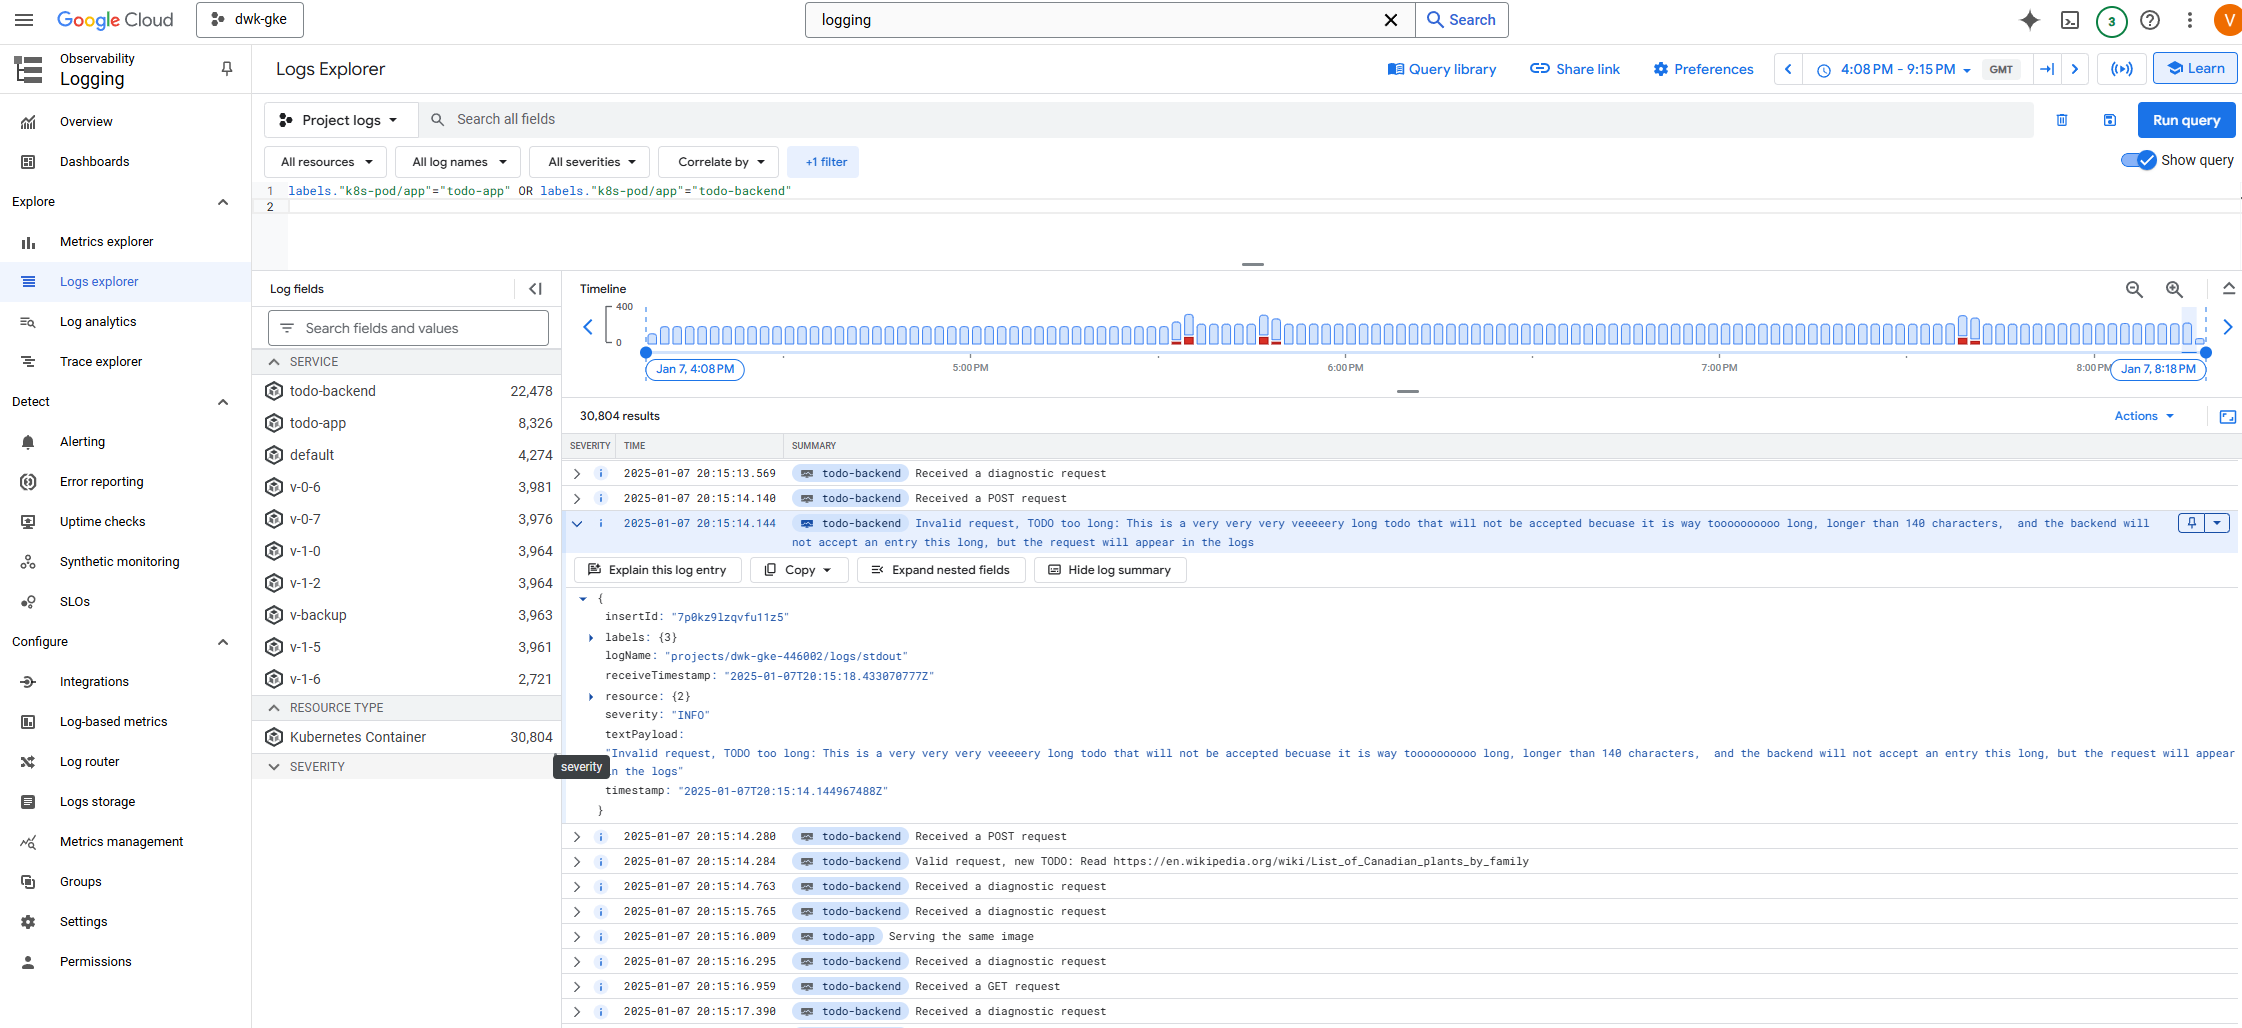 Google Cloud
dwk-gke
logging
Search
3
V
Observability
Logging
Logs Explorer
Query library
Share link
Preferences
4:08 PM - 9:15 PM
GMT
Learn
Overview
Dashboards
Explore
Metrics explorer
Logs explorer
Log analytics
Trace explorer
Detect
Alerting
Error reporting
Uptime checks
Synthetic monitoring
SLOs
Configure
Integrations
Log-based metrics
Log router
Logs storage
Metrics management
Groups
Settings
Permissions
Project logs
Search all fields
Run query
All resources
All log names
All severities
Correlate by
+1 filter
Show query
1 labels."k8s-pod/app"="todo-app" OR labels."k8s-pod/app"="todo-backend"
2
Log fields
Search fields and values
SERVICE
todo-backend 22,478
todo-app 8,326
default 4,274
v-0-6 3,981
v-0-7 3,976
v-1-0 3,964
v-1-2 3,964
v-backup 3,963
v-1-5 3,961
v-1-6 2,721
RESOURCE TYPE
Kubernetes Container 30,804
SEVERITY
severity
Timeline
400
0
Jan 7, 4:08 PM
5:00 PM
6:00 PM
7:00 PM
8:00 PM
Jan 7, 8:18 PM
30,804 results
Actions
SEVERITY TIME SUMMARY
i 2025-01-07 20:15:13.569 todo-backend Received a diagnostic request
i 2025-01-07 20:15:14.140 todo-backend Received a POST request
i 2025-01-07 20:15:14.144 todo-backend Invalid request, TODO too long: This is a very very very veeeeery long todo that will not be accepted becuase it is way toooooooooo long, longer than 140 characters,  and the backend will
not accept an entry this long, but the request will appear in the logs
Explain this log entry
Copy
Expand nested fields
Hide log summary
{
insertId: "7p0kz9lzqvfu11z5"
labels: {3}
logName: "projects/dwk-gke-446002/logs/stdout"
receiveTimestamp: "2025-01-07T20:15:18.433070777Z"
resource: {2}
severity: "INFO"
textPayload:
"Invalid request, TODO too long: This is a very very very veeeeery long todo that will not be accepted becuase it is way toooooooooo long, longer than 140 characters,  and the backend will not accept an entry this long, but the request will appear
in the logs"
timestamp: "2025-01-07T20:15:14.144967488Z"
}
i 2025-01-07 20:15:14.280 todo-backend Received a POST request
i 2025-01-07 20:15:14.284 todo-backend Valid request, new TODO: Read https://en.wikipedia.org/wiki/List_of_Canadian_plants_by_family
i 2025-01-07 20:15:14.763 todo-backend Received a diagnostic request
i 2025-01-07 20:15:15.765 todo-backend Received a diagnostic request
i 2025-01-07 20:15:16.009 todo-app Serving the same image
i 2025-01-07 20:15:16.295 todo-backend Received a diagnostic request
i 2025-01-07 20:15:16.959 todo-backend Received a GET request
i 2025-01-07 20:15:17.390 todo-backend Received a diagnostic request